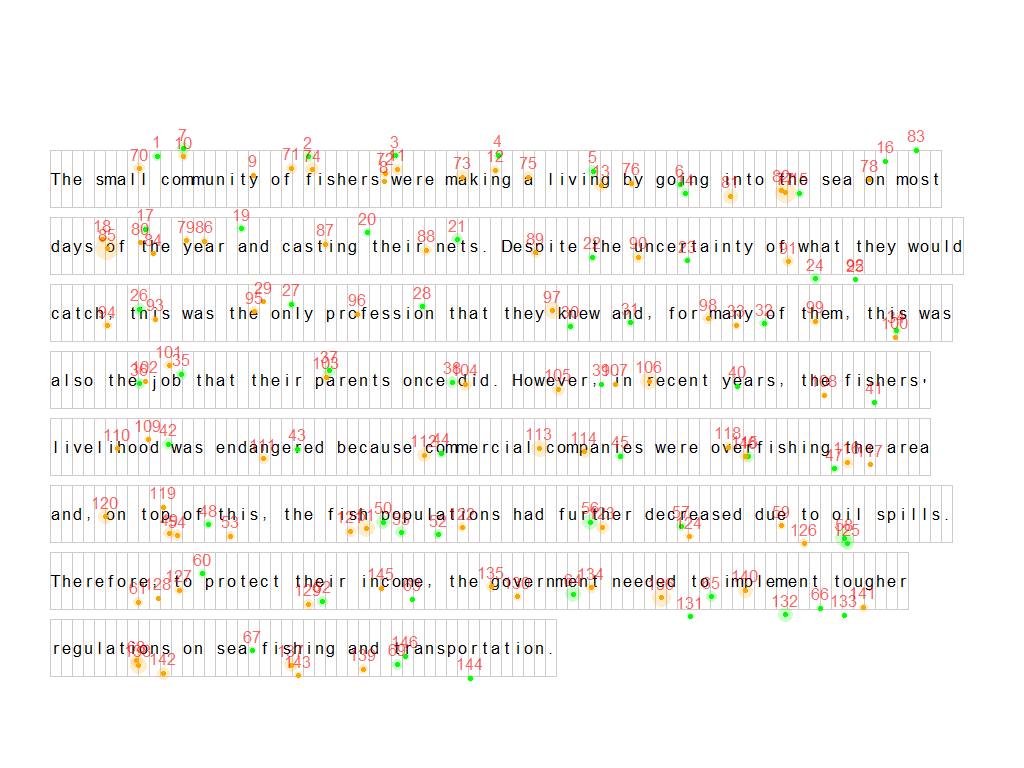 The small community of fishers were making a living by going into the sea on most
days of the year and casting their nets. Despite the uncertainty of what they would
catch, this was the only profession that they knew and, for many of them, this was
also the job that their parents once did. However, in recent years, the fishers'
livelihood was endangered because commercial companies were overfishing the area
and, on top of this, the fish populations had further decreased due to oil spills.
Therefore, to protect their income, the government needed to implement tougher
regulations on sea fishing and transportation.